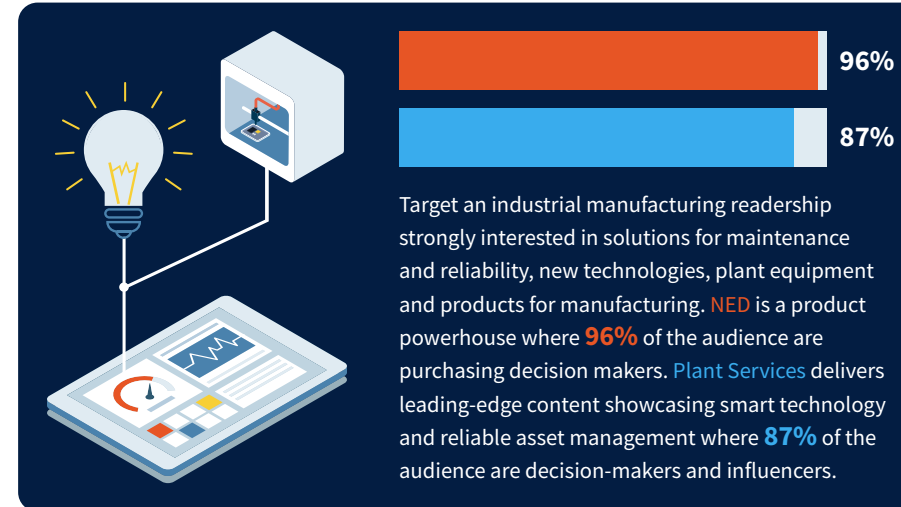 96%
87%
Target an industrial manufacturing readership
strongly interested in solutions for maintenance
and reliability, new technologies, plant equipment
and products for manufacturing. NED is a product
powerhouse where 96% of the audience are
purchasing decision makers. Plant Services delivers
leading-edge content showcasing smart technology
and reliable asset management where 87% of the
audience are decision-makers and influencers.